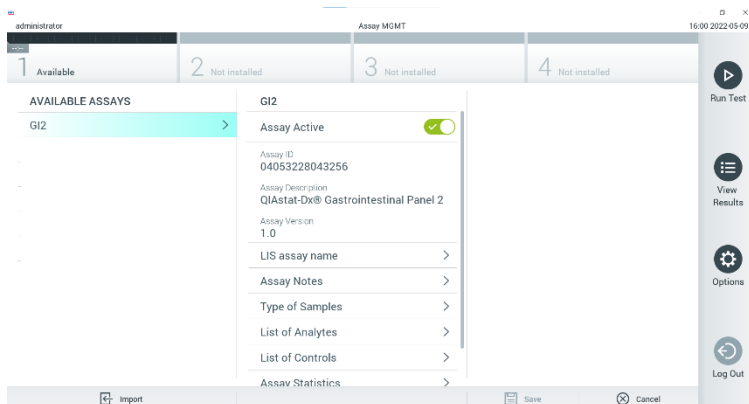 administrator
Assay MGMT
16:00 2022-05-09
1 Available
2 Not installed
3 Not installed
4 Not installed
AVAILABLE ASSAYS
GI2
GI2
Assay Active
Assay ID
04053228043256
Assay Description
QIAstat-Dx® Gastrointestinal Panel 2
Assay Version
1.0
LIS assay name
Assay Notes
Type of Samples
List of Analytes
List of Controls
Assay Statistics
Run Test
View
Results
Options
Log Out
Import
Save
Cancel